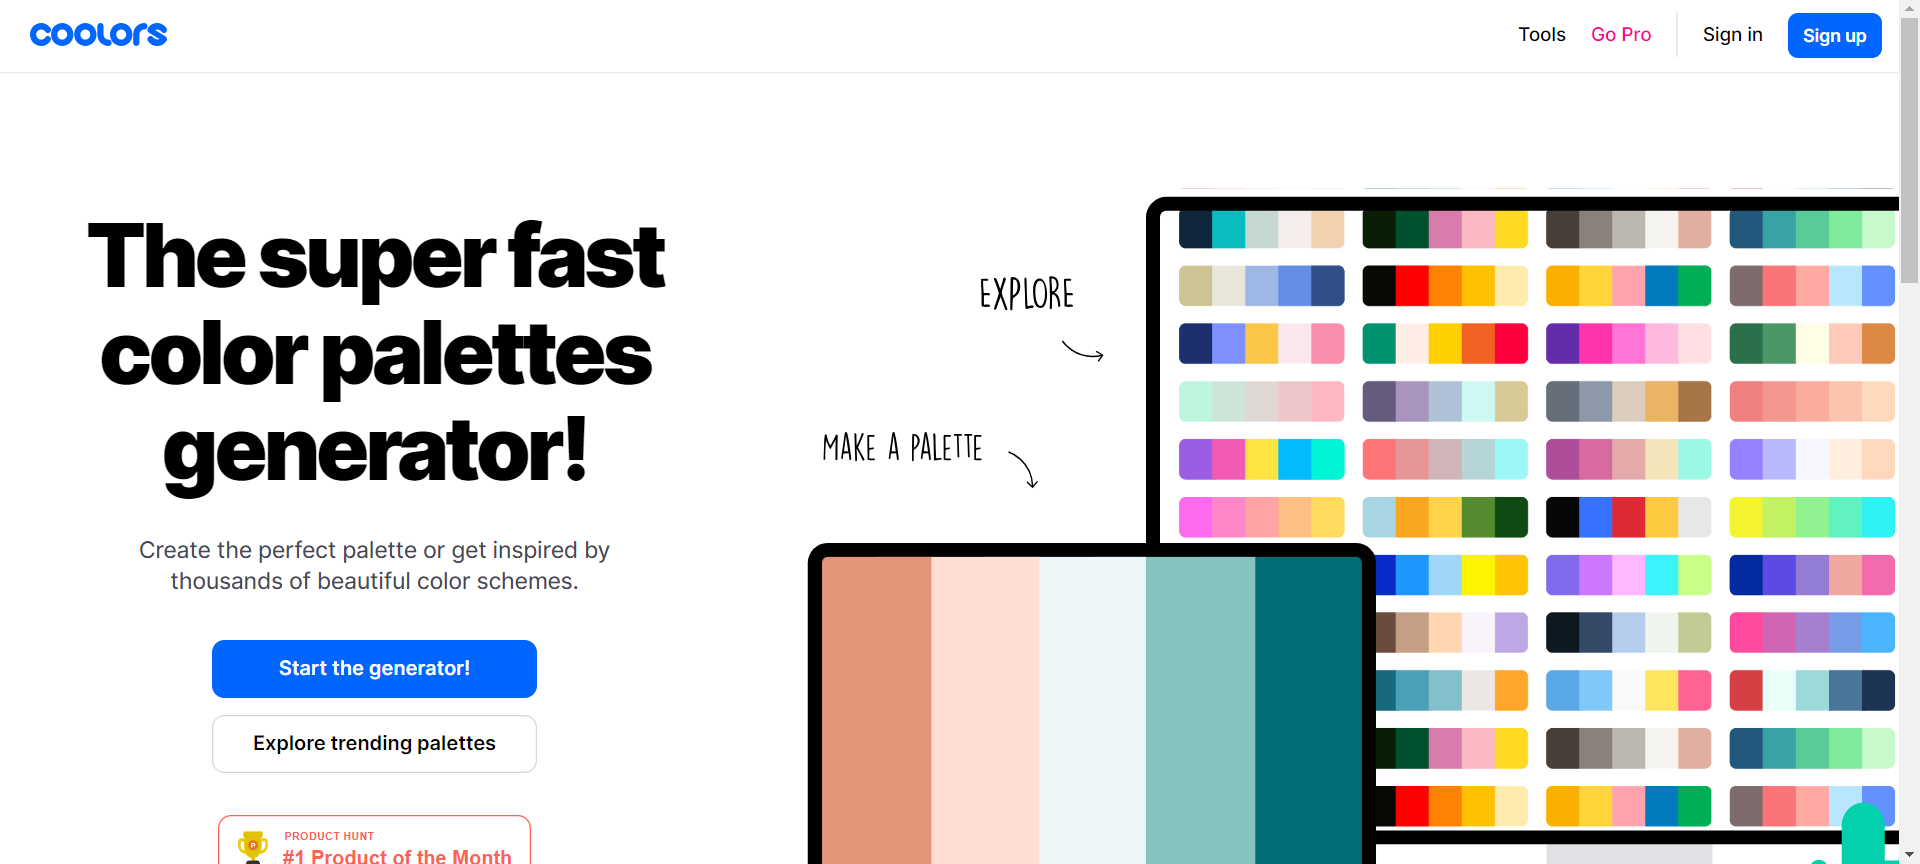 coolors
Tools
Go Pro
Sign in
Sign up
The super fast
color palettes
generator!
EXPLORE
MAKE A PALETTE
Create the perfect palette or get inspired by
thousands of beautiful color schemes.
Start the generator!
Explore trending palettes
PRODUCT HUNT
#1 Product of the Month